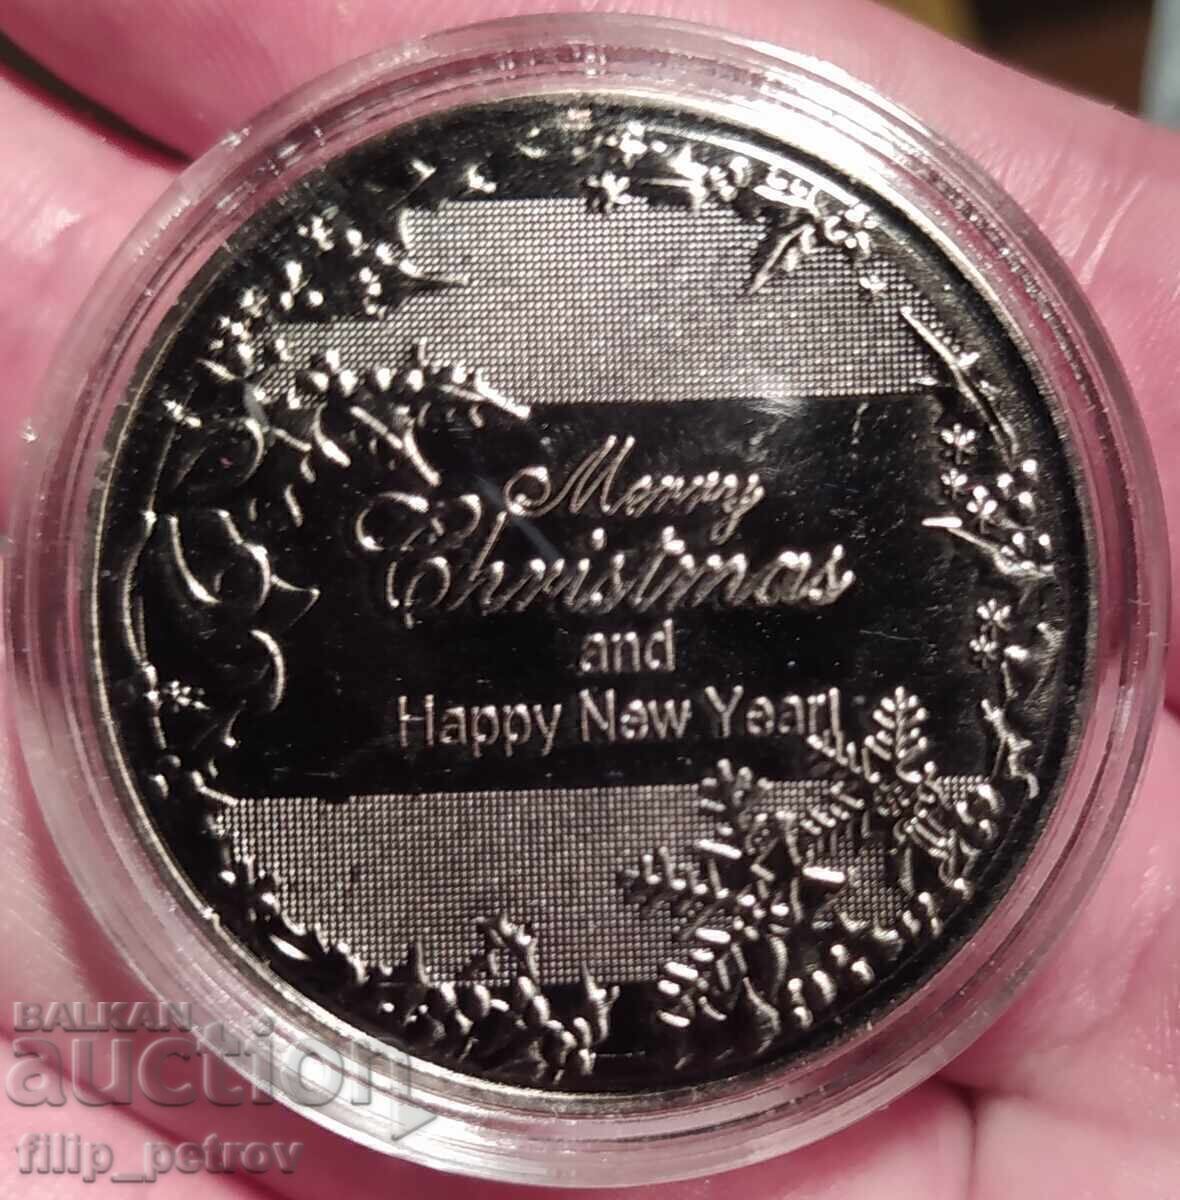 Merry
Christmas
and
Happy New Year!
BALKAN
auction
filip_petrov